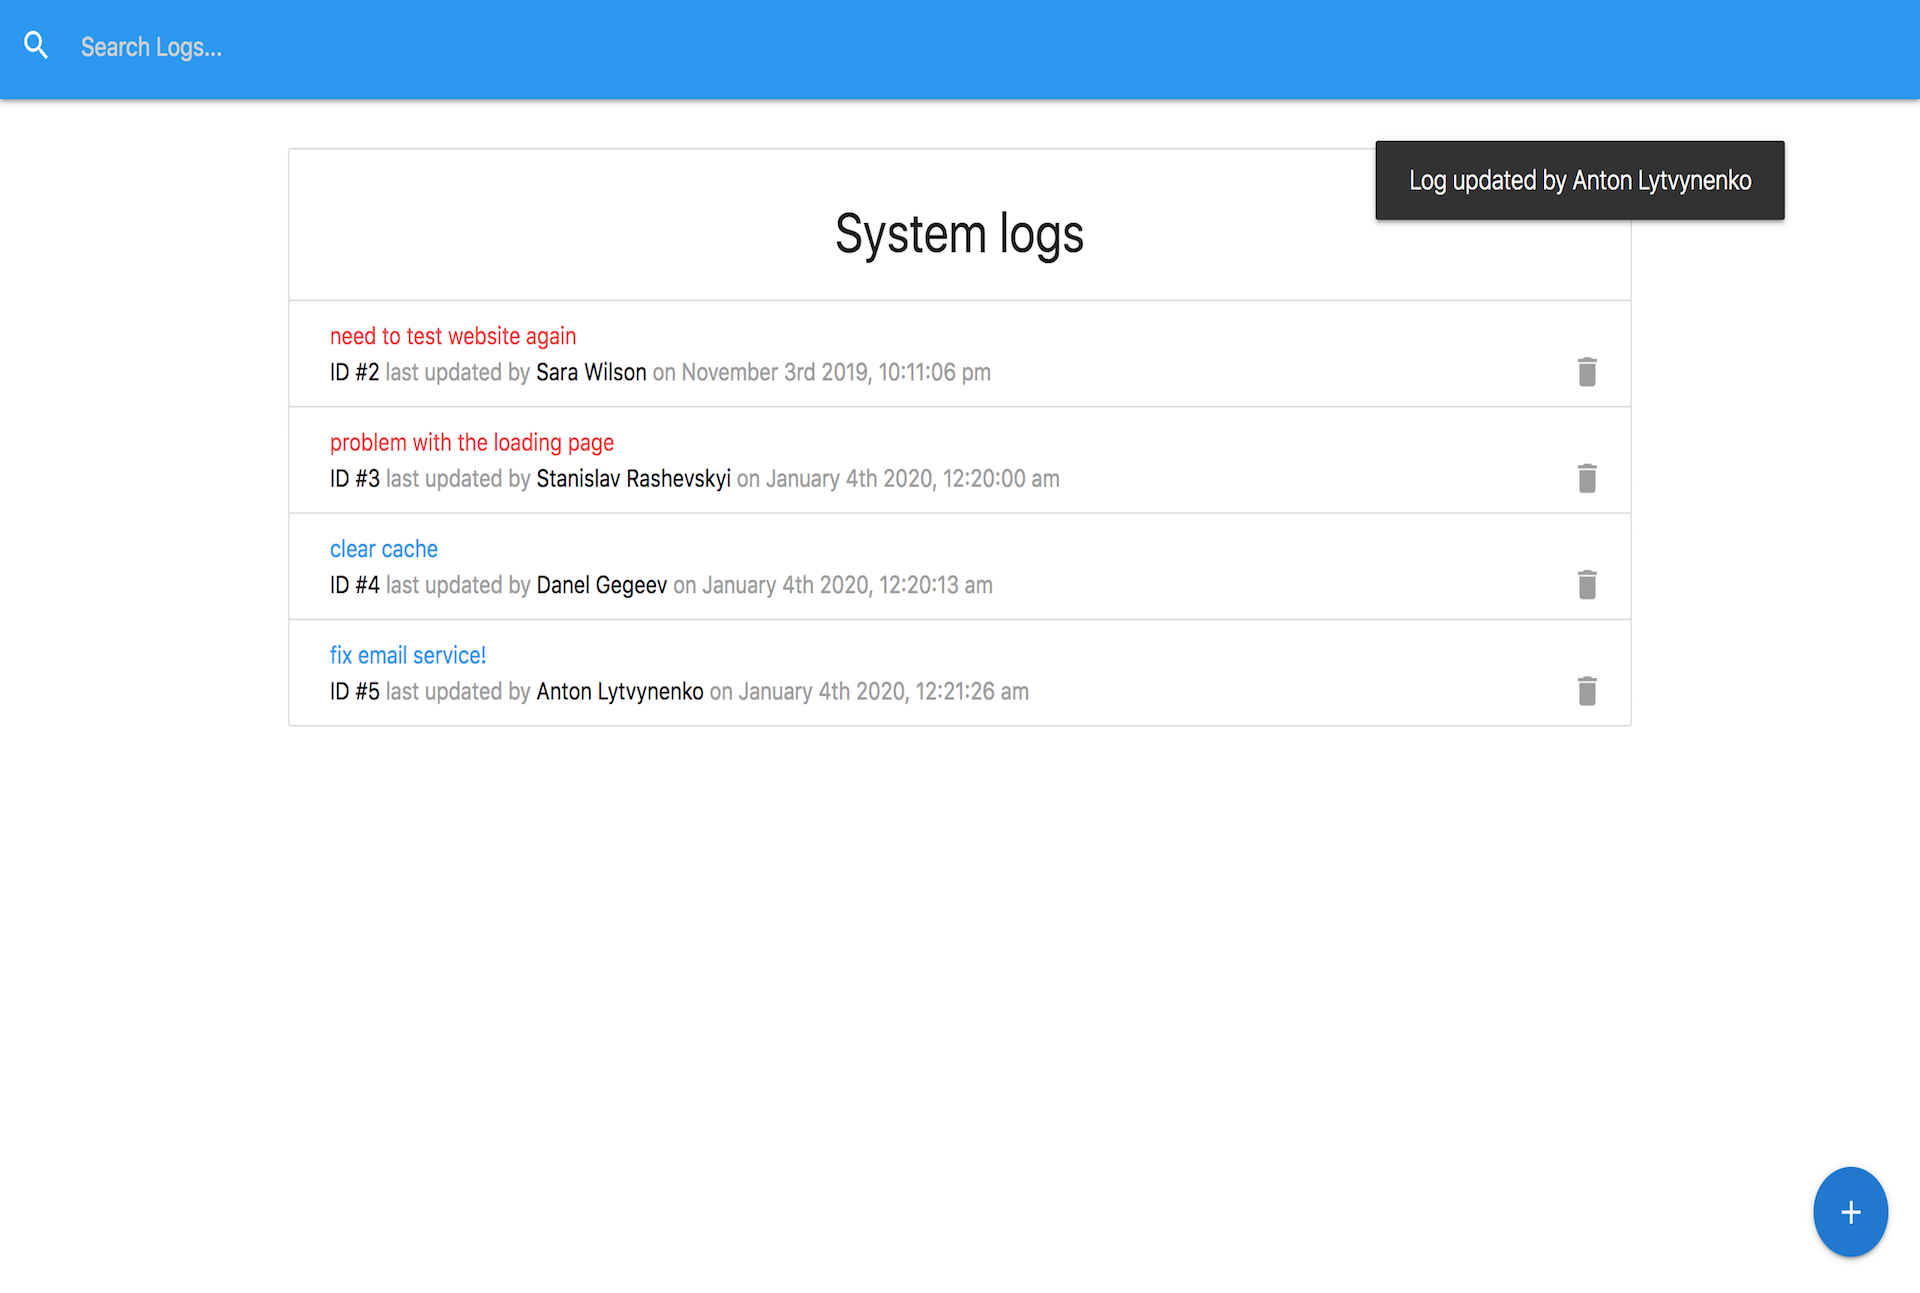 Search Logs...
Log updated by Anton Lytvynenko
System logs
need to test website again
ID #2 last updated by Sara Wilson on November 3rd 2019, 10:11:06 pm
problem with the loading page
ID #3 last updated by Stanislav Rashevskyi on January 4th 2020, 12:20:00 am
clear cache
ID #4 last updated by Danel Gegeev on January 4th 2020, 12:20:13 am
fix email service!
ID #5 last updated by Anton Lytvynenko on January 4th 2020, 12:21:26 am